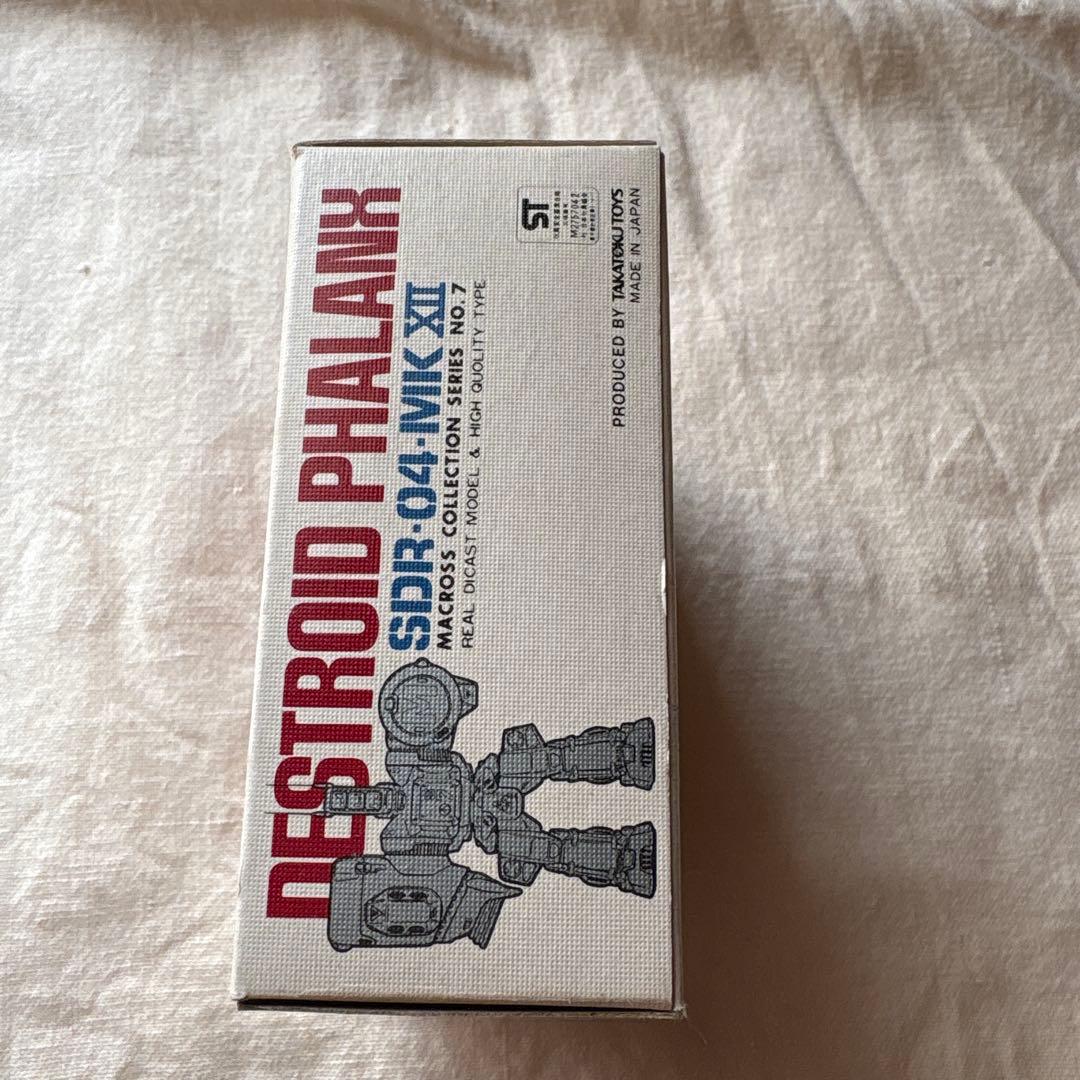 DESTROID PHALANX
SDR·04·MK XII
MACROSS COLLECTION SERIES NO. 7
REAL DICAST MODEL & HIGH QUOLITY TYPE
ST
PRODUCED BY TAKATOKU TOYS
MADE IN JAPAN